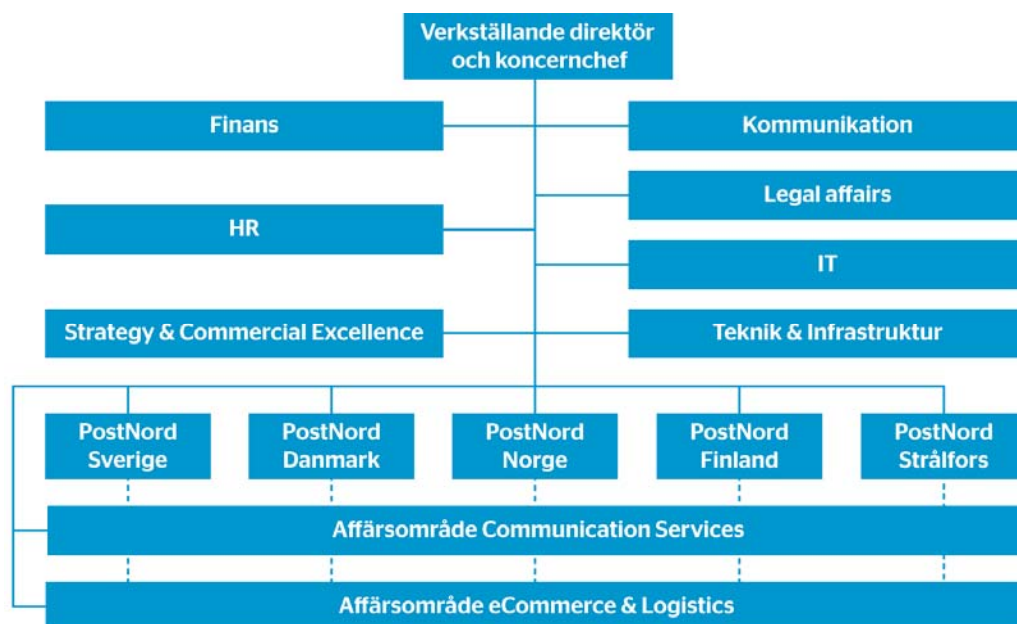 Verkställande direktör
och koncernchef
Finans
Kommunikation
Legal affairs
HR
IT
Strategy & Commercial Excellence
Teknik & Infrastruktur
PostNord
Sverige
PostNord
Danmark
PostNord
Norge
PostNord
Finland
PostNord
Strålfors
Affärsområde Communication Services
Affärsområde eCommerce & Logistics